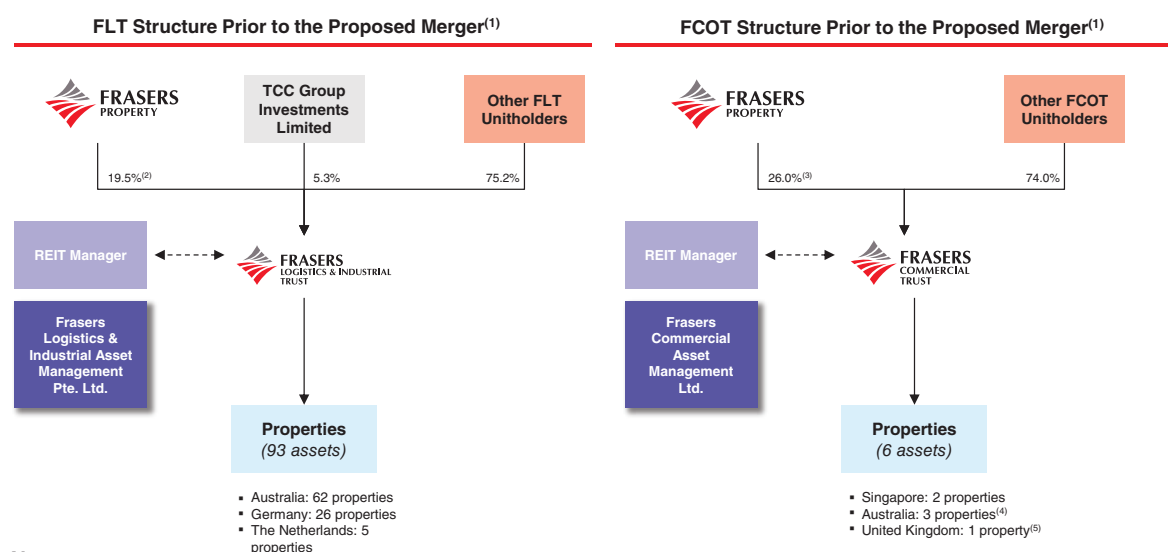 FLT Structure Prior to the Proposed Merger(1)
FRASERS
PROPERTY
TCC Group
Investments
Limited
Other FLT
Unitholders
19.5%(2)
5.3%
75.2%
REIT Manager
FRASERS
LOGISTICS & INDUSTRIAL
TRUST
Frasers
Logistics &
Industrial Asset
Management
Pte. Ltd.
Properties
(93 assets)
▪ Australia: 62 properties
▪ Germany: 26 properties
▪ The Netherlands: 5
properties
FCOT Structure Prior to the Proposed Merger(1)
FRASERS
PROPERTY
Other FCOT
Unitholders
26.0%(3)
74.0%
REIT Manager
FRASERS
COMMERCIAL
TRUST
Frasers
Commercial
Asset
Management
Ltd.
Properties
(6 assets)
▪ Singapore: 2 properties
▪ Australia: 3 properties(4)
▪ United Kingdom: 1 property(5)